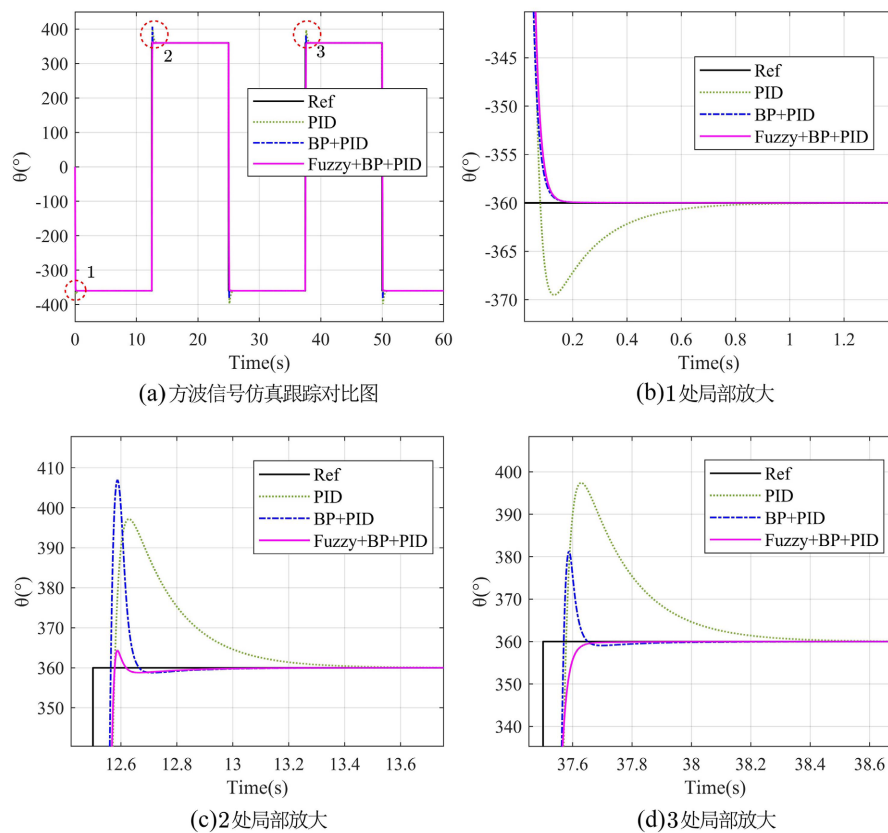 400
300
200
100
0
-100
-200
-300
-400
θ(°)
1
2
3
Ref
PID
BP+PID
Fuzzy+BP+PID
0 10 20 30 40 50 60
Time(s)
(a)方波信号仿真跟踪对比图
-345
-350
-355
-360
-365
-370
θ(°)
Ref
PID
BP+PID
Fuzzy+BP+PID
0.2 0.4 0.6 0.8 1 1.2
Time(s)
(b)1处局部放大
410
400
390
380
370
360
350
θ(°)
Ref
PID
BP+PID
Fuzzy+BP+PID
12.6 12.8 13 13.2 13.4 13.6
Time(s)
(c)2处局部放大
400
390
380
370
360
350
340
θ(°)
Ref
PID
BP+PID
Fuzzy+BP+PID
37.6 37.8 38 38.2 38.4 38.6
Time(s)
(d)3处局部放大